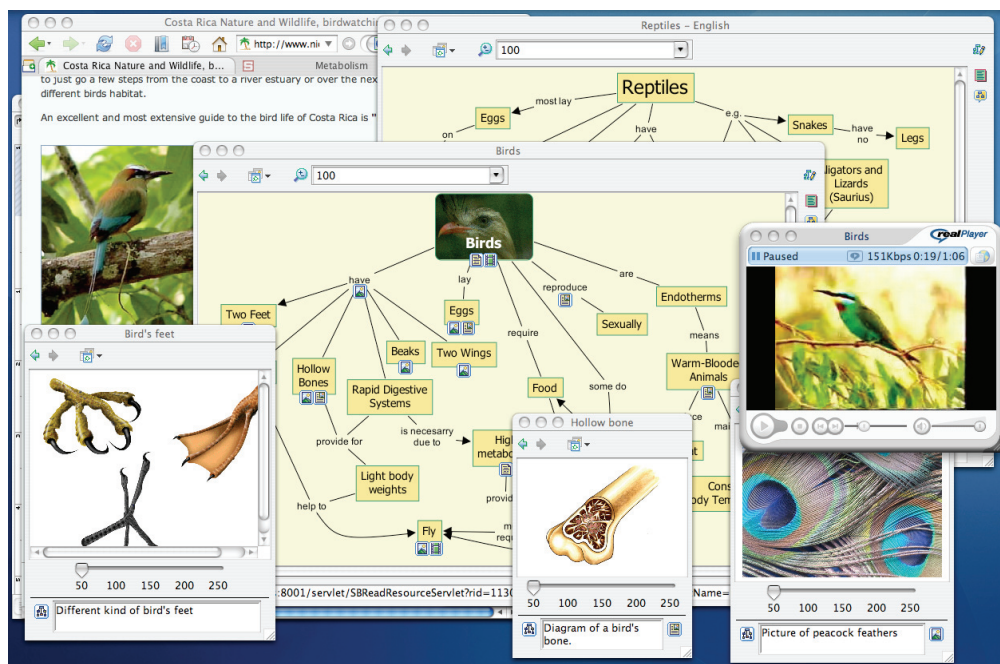 Costa Rica Nature and Wildlife, birdwatchin
http://www.ni
Costa Rica Nature and Wildlife, b...
Metabolism
to just go a few steps from the coast to a river estuary or over the nex
different birds habitat.
An excellent and most extensive guide to the bird life of Costa Rica is "
Reptiles – English
100
Reptiles
most lay
Eggs
on
have
e.g.
Snakes
have
no
Legs
lligators and
Lizards
(Saurius)
Birds
100
Birds
have
lay
reproduce
are
Two Feet
Eggs
Sexually
Endotherms
require
means
Hollow
Bones
Beaks
Two Wings
Rapid Digestive
Systems
Food
some do
Warm-Bloode
Animals
provide for
is necesarry
due to
High
metabo
Light body
weights
provid
help to
Fly
Cons
ody Tem
:8001/servlet/SBReadResourceServlet?rid=1130
Name=
Bird's feet
50 100 150 200 250
Different kind of bird's feet
Hollow bone
50 100 150 200 250
Diagram of a bird's
bone.
Birds
realPlayer
Paused
151Kbps 0:19/1:06
50 100 150 200 250
Picture of peacock feathers